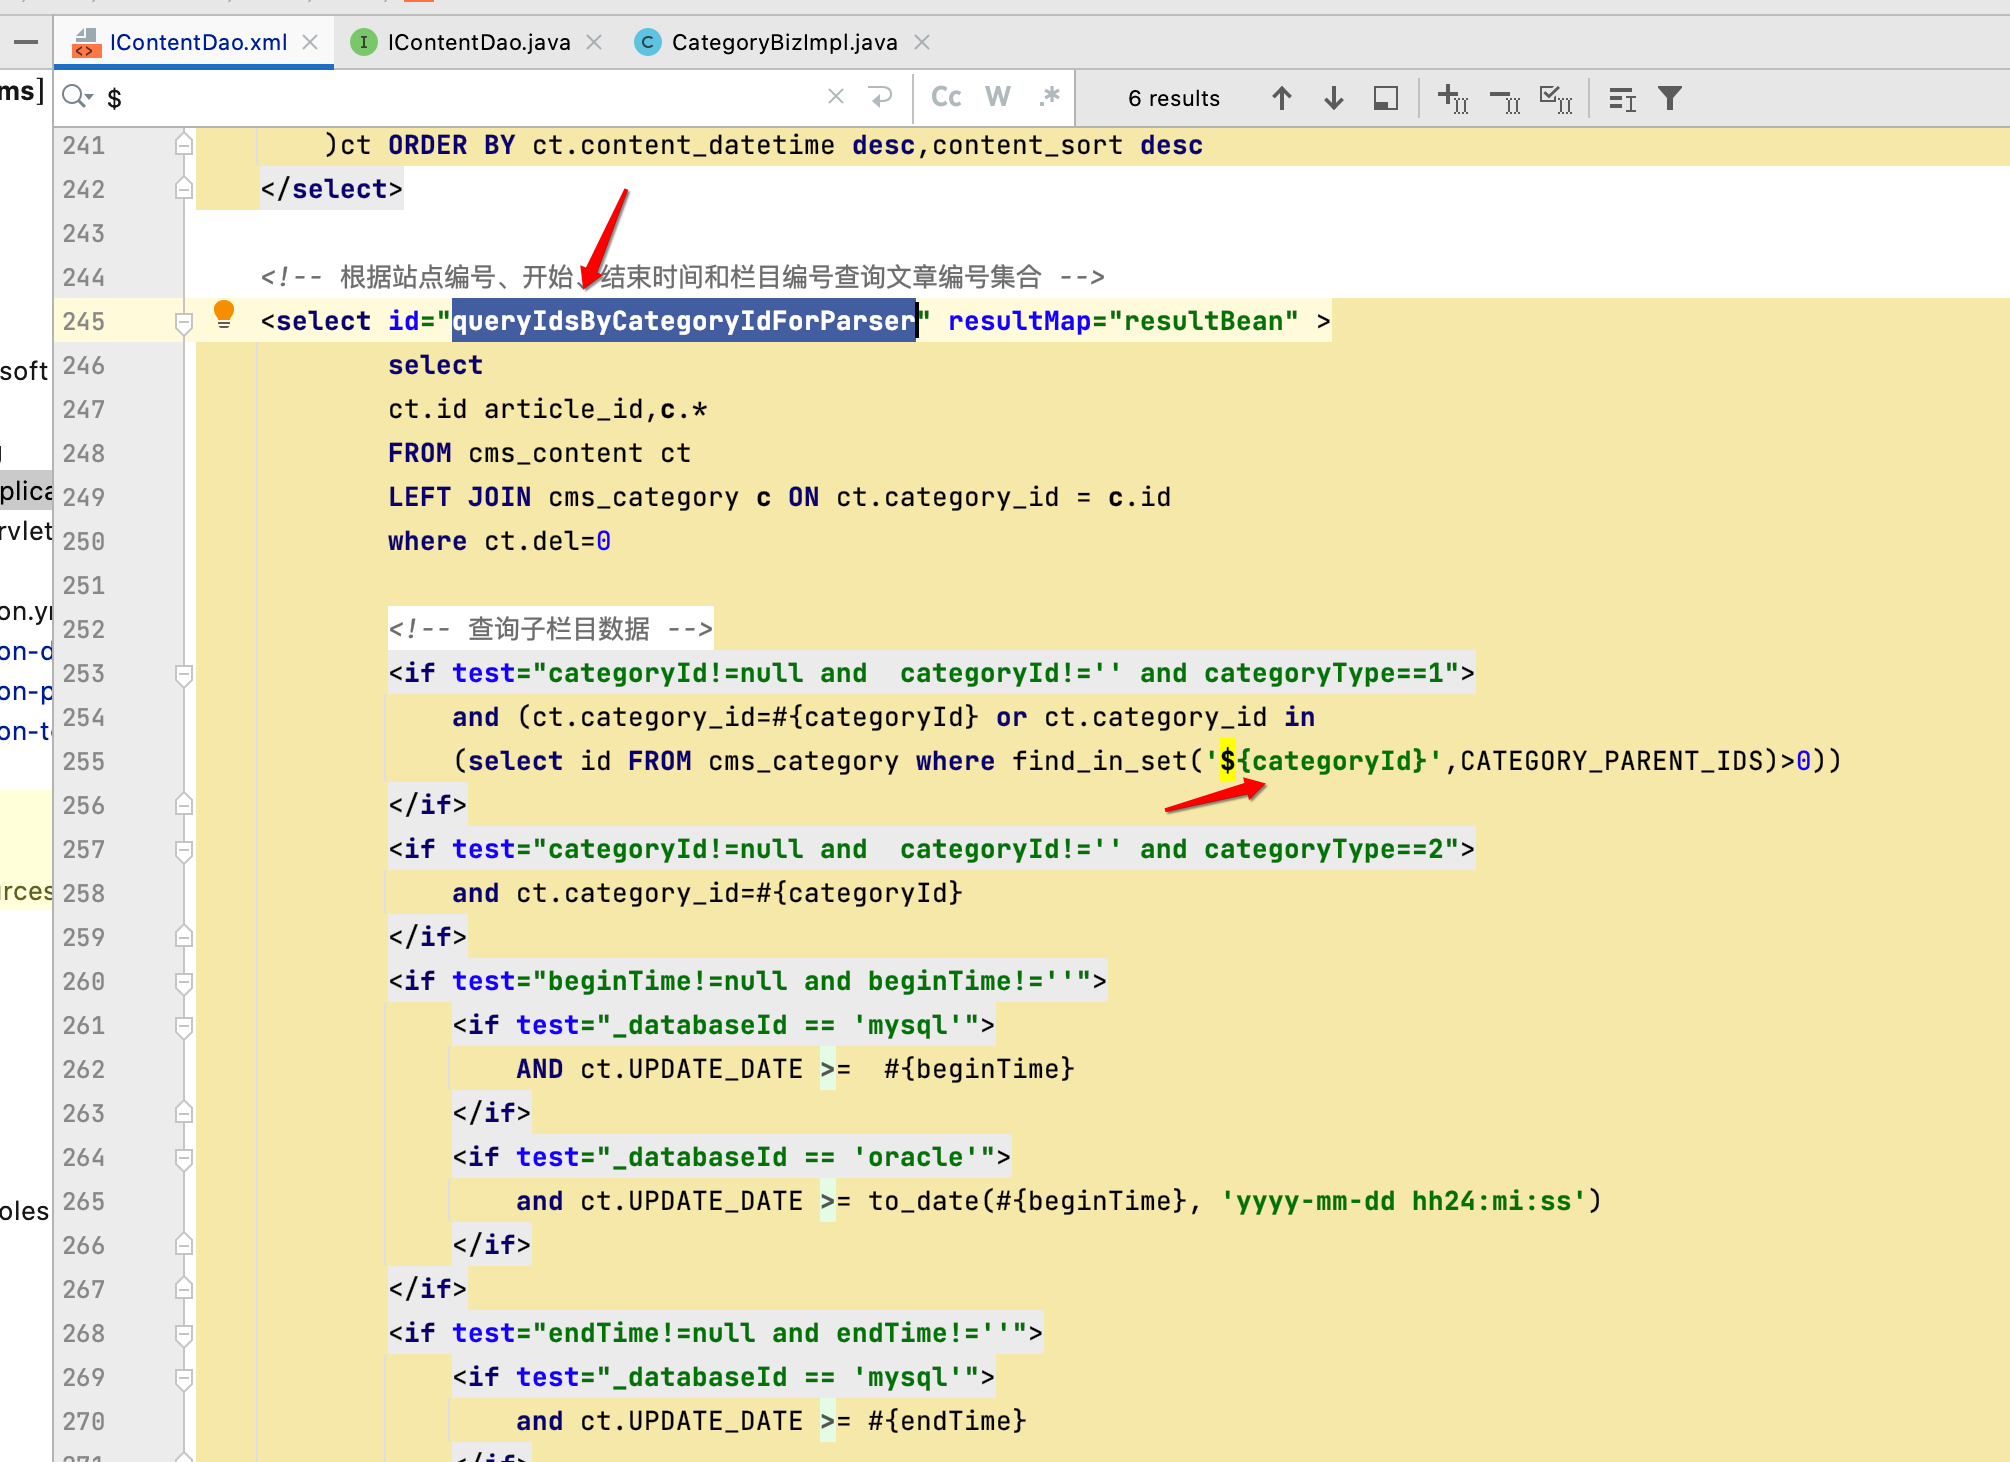 IContentDao.xml
IContentDao.java
CategoryBizImpl.java
ms]
$
Cc W .*
6 results
241 )ct ORDER BY ct.content_datetime desc,content_sort desc
242 </select>
243
244 <!-- 根据站点编号、开始、结束时间和栏目编号查询文章编号集合 -->
245 <select id="queryIdsByCategoryIdForParser" resultMap="resultBean" >
246 select
247 ct.id article_id,c.*
248 FROM cms_content ct
249 LEFT JOIN cms_category c ON ct.category_id = c.id
250 where ct.del=0
251
252 <!-- 查询子栏目数据 -->
253 <if test="categoryId!=null and  categoryId!='' and categoryType==1">
254 and (ct.category_id=#{categoryId} or ct.category_id in
255 (select id FROM cms_category where find_in_set('${categoryId}',CATEGORY_PARENT_IDS)>0))
256 </if>
257 <if test="categoryId!=null and  categoryId!='' and categoryType==2">
258 and ct.category_id=#{categoryId}
259 </if>
260 <if test="beginTime!=null and beginTime!=''">
261 <if test="_databaseId == 'mysql'">
262 AND ct.UPDATE_DATE >=  #{beginTime}
263 </if>
264 <if test="_databaseId == 'oracle'">
265 and ct.UPDATE_DATE >= to_date(#{beginTime}, 'yyyy-mm-dd hh24:mi:ss')
266 </if>
267 </if>
268 <if test="endTime!=null and endTime!=''">
269 <if test="_databaseId == 'mysql'">
270 and ct.UPDATE_DATE >= #{endTime}
271 </if>
soft
plica
rvlet
on.y
on-d
on-p
on-t
rces
oles